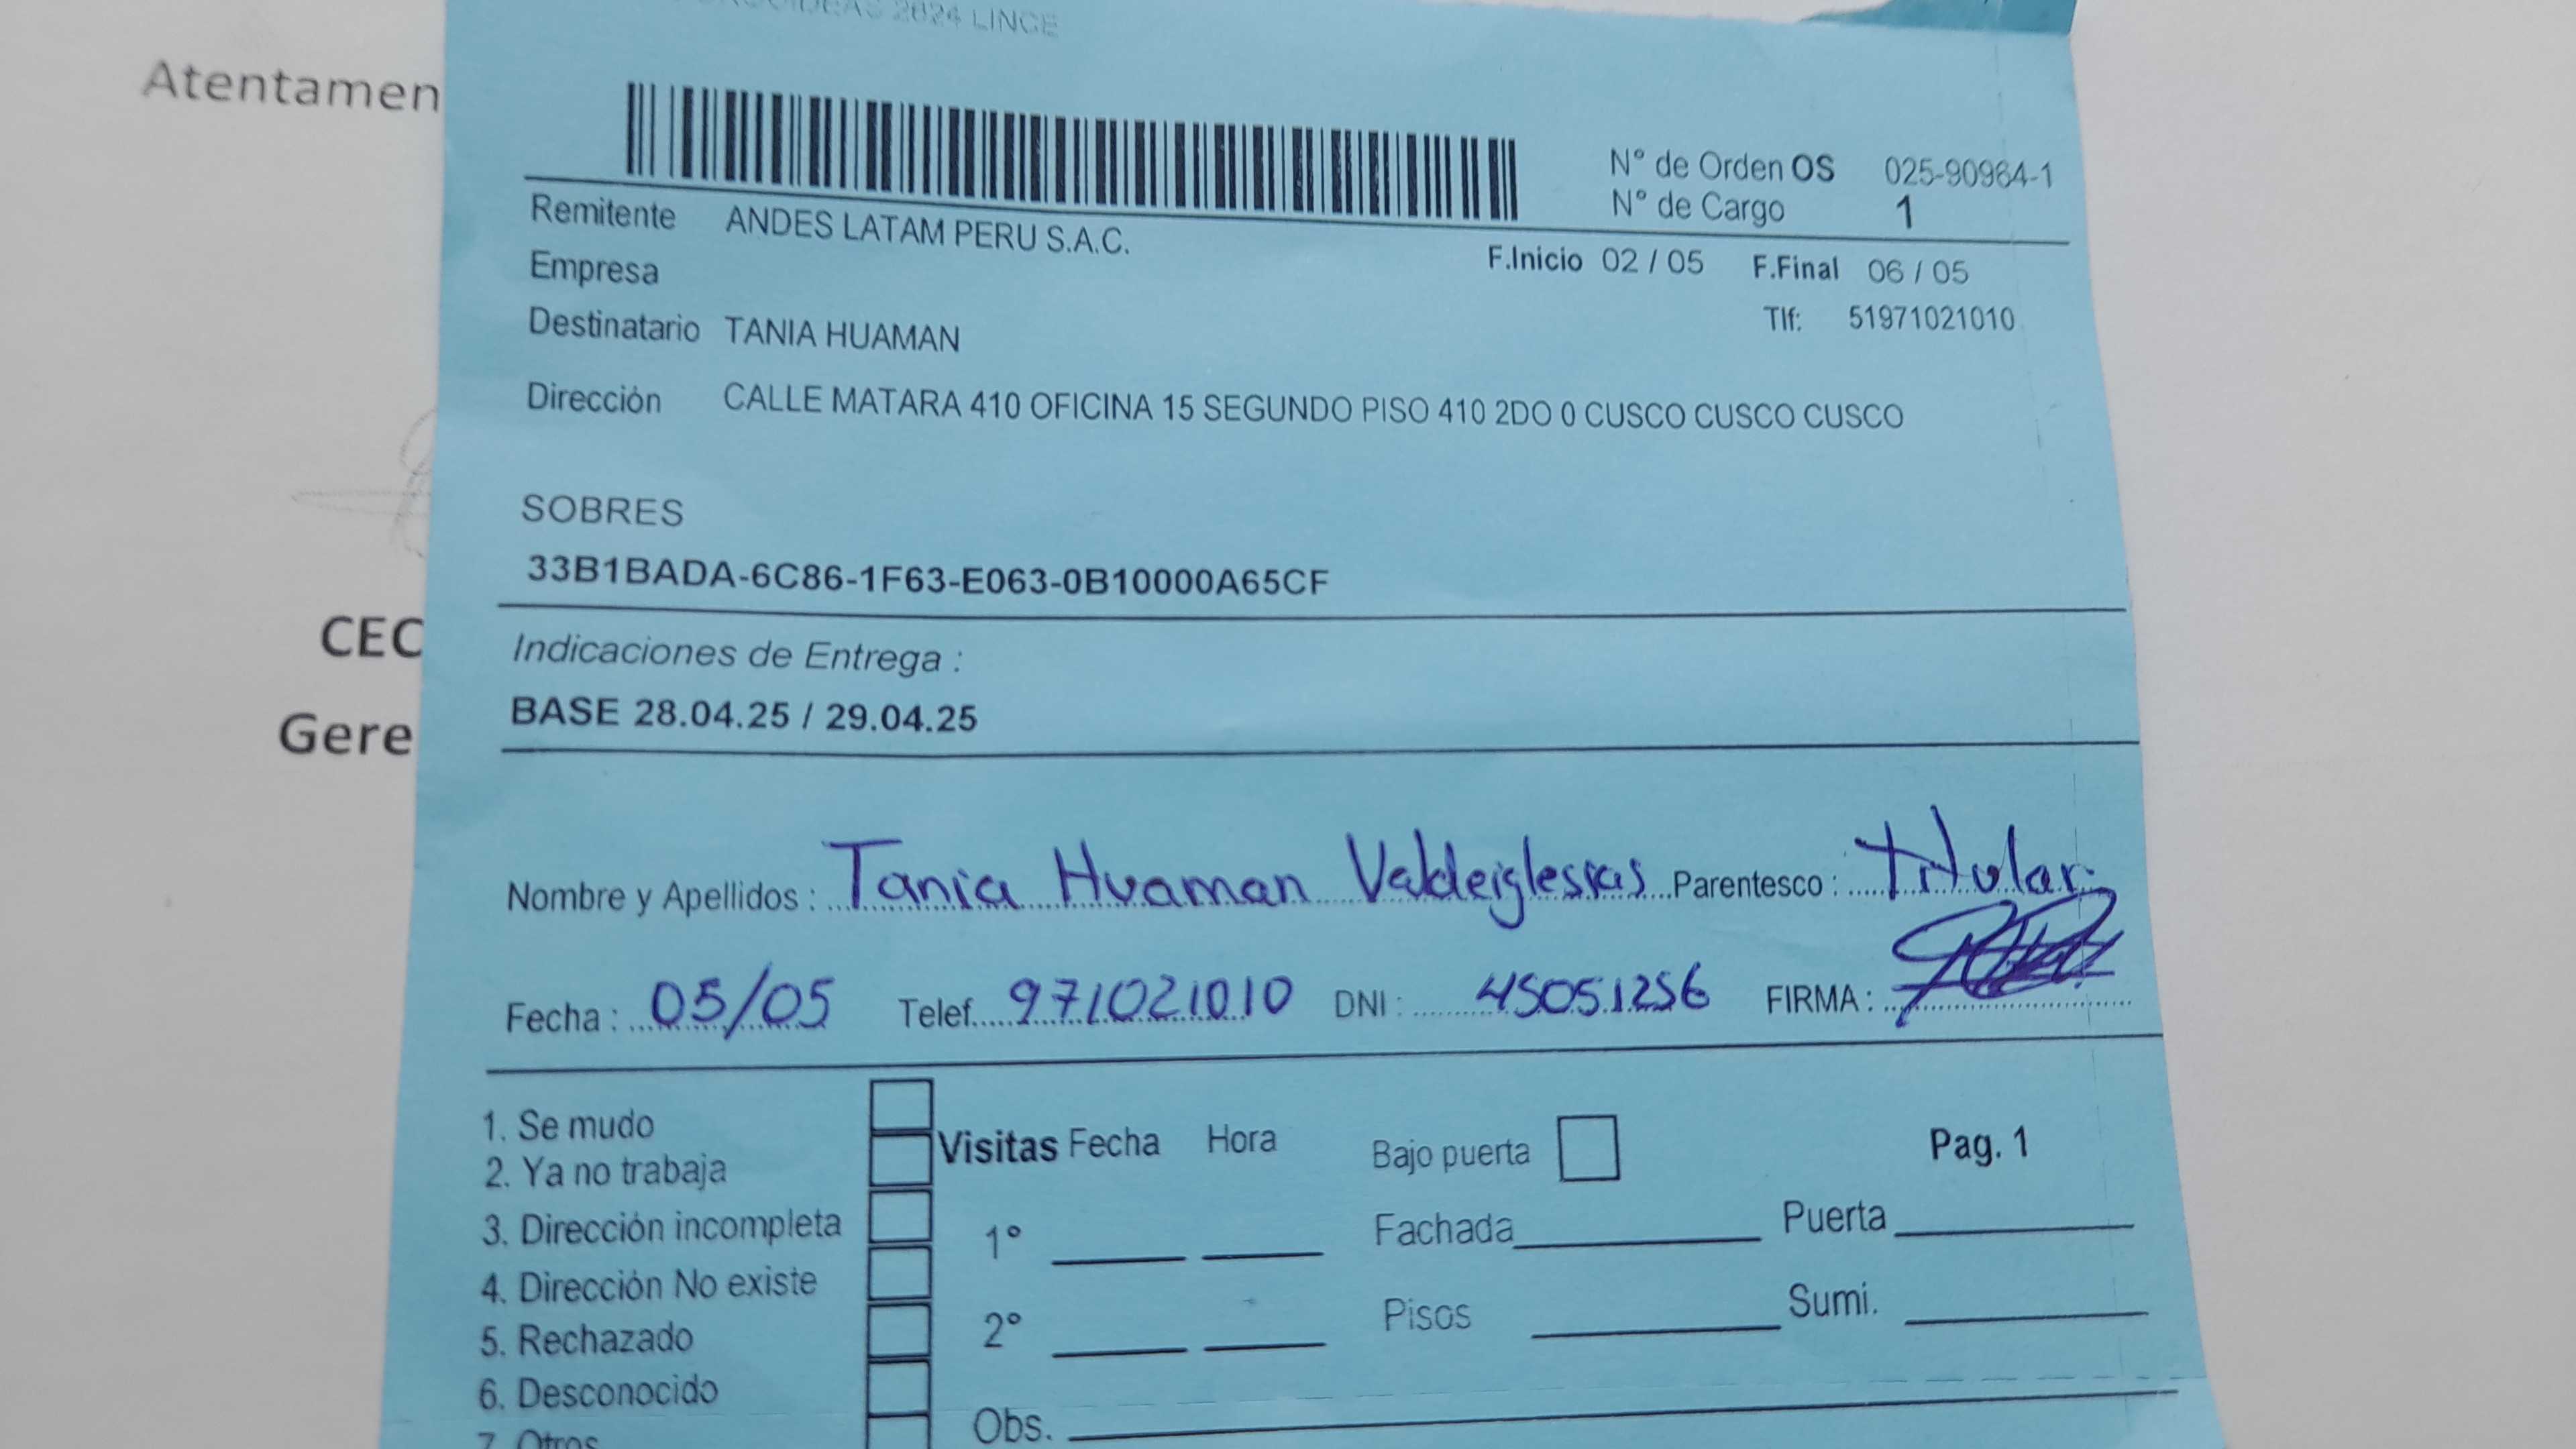 2024 LINCE
Atentamen
N° de Orden OS 025-90964-1
N° de Cargo 1
Remitente ANDES LATAM PERU S.A.C.
F.Inicio 02 / 05 F.Final 06 / 05
Empresa
Tlf: 51971021010
Destinatario TANIA HUAMAN
Dirección CALLE MATARA 410 OFICINA 15 SEGUNDO PISO 410 2DO 0 CUSCO CUSCO CUSCO
SOBRES
33B1BADA-6C86-1F63-E063-0B10000A65CF
CEC
Indicaciones de Entrega :
Gere
BASE 28.04.25 / 29.04.25
Nombre y Apellidos : Tania Huaman Valdeiglesias Parentesco : Titular
Fecha : 05/05 Telef. 971021010 DNI : 45051256 FIRMA :
1. Se mudo
2. Ya no trabaja
3. Dirección incompleta
4. Dirección No existe
5. Rechazado
6. Desconocido
7. Otros
Visitas Fecha Hora
1°
2°
Obs.
Bajo puerta
Pag. 1
Fachada Puerta
Pisos Sumi.